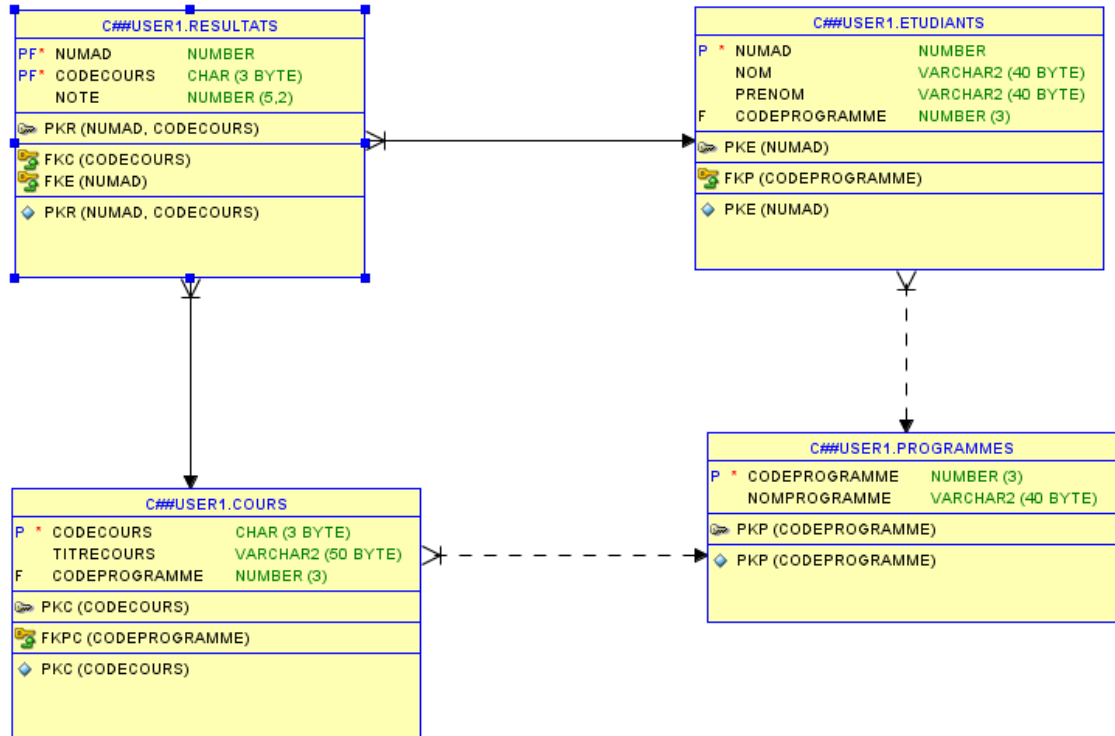 C##USER1.RESULTATS
PF* NUMAD NUMBER
PF* CODECOURS CHAR (3 BYTE)
NOTE NUMBER (5,2)
PKR (NUMAD, CODECOURS)
FKC (CODECOURS)
FKE (NUMAD)
PKR (NUMAD, CODECOURS)
C##USER1.ETUDIANTS
P * NUMAD NUMBER
NOM VARCHAR2 (40 BYTE)
PRENOM VARCHAR2 (40 BYTE)
F CODEPROGRAMME NUMBER (3)
PKE (NUMAD)
FKP (CODEPROGRAMME)
PKE (NUMAD)
C##USER1.COURS
P * CODECOURS CHAR (3 BYTE)
TITRECOURS VARCHAR2 (50 BYTE)
F CODEPROGRAMME NUMBER (3)
PKC (CODECOURS)
FKPC (CODEPROGRAMME)
PKC (CODECOURS)
C##USER1.PROGRAMMES
P * CODEPROGRAMME NUMBER (3)
NOMPROGRAMME VARCHAR2 (40 BYTE)
PKP (CODEPROGRAMME)
PKP (CODEPROGRAMME)